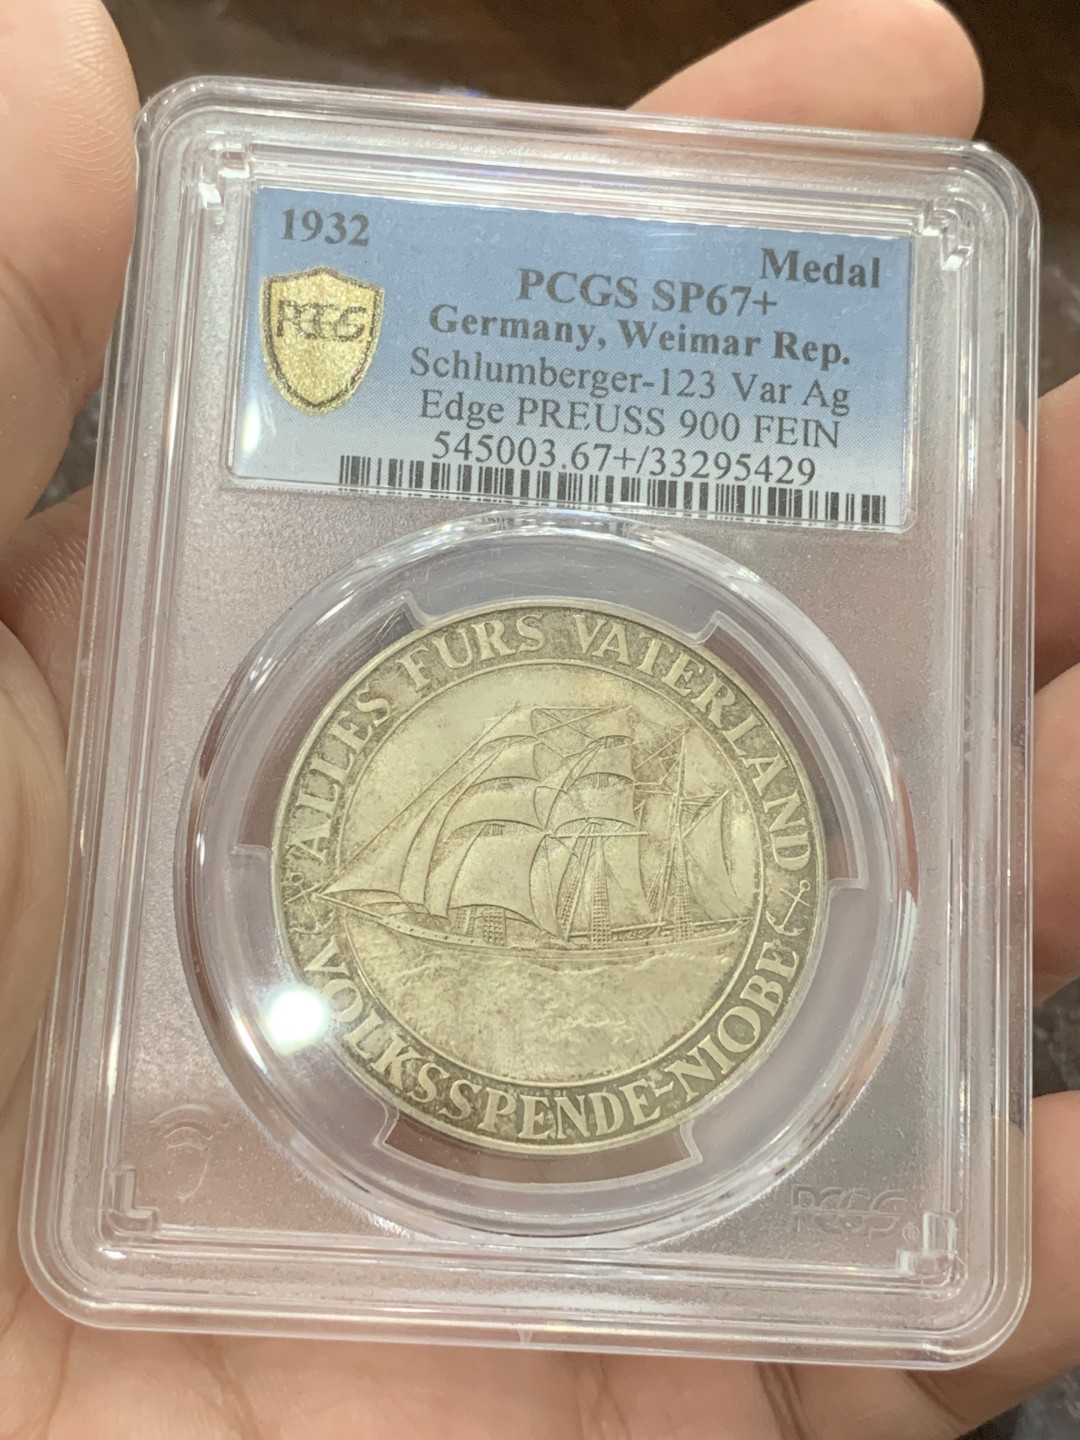 1932
Medal
PCGS
PCGS SP67+
Germany, Weimar Rep.
Schlumberger-123 Var Ag
Edge PREUSS 900 FEIN
545003.67+/33295429
ALLES FURS VATERLAND
VOLKSSPENDE-NIOBE
PCGS